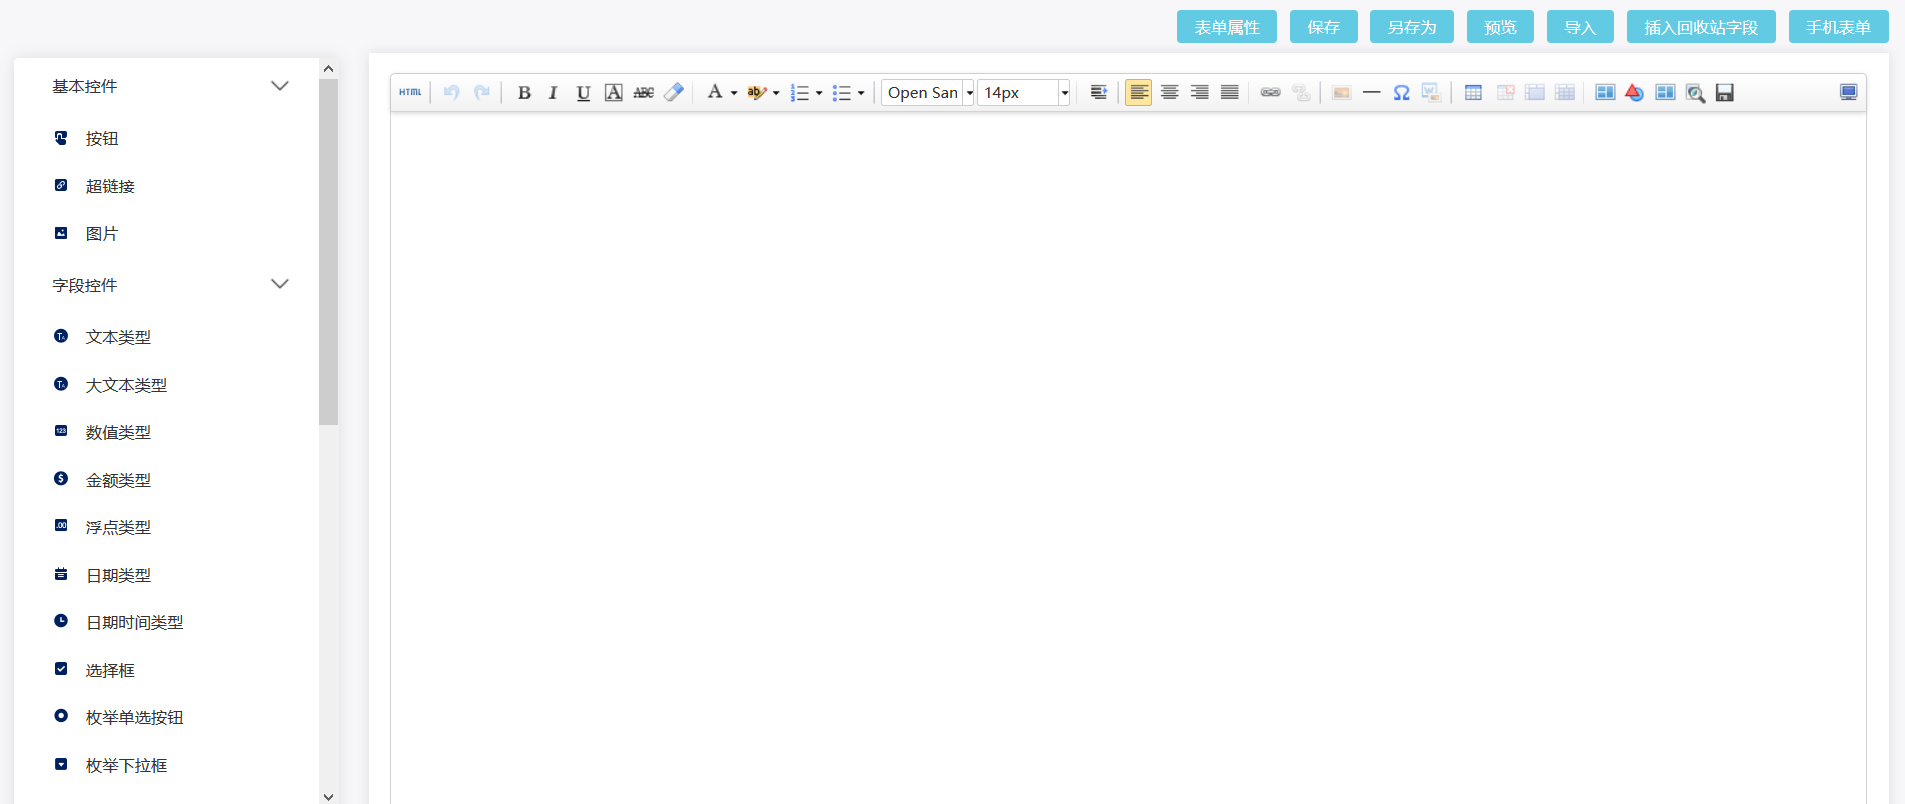 表单属性 保存 另存为 预览 导入 插入回收站字段 手机表单
HTML B I U A ABC A ab Open San 14px
基本控件
按钮
超链接
图片
字段控件
文本类型
大文本类型
数值类型
金额类型
浮点类型
日期类型
日期时间类型
选择框
枚举单选按钮
枚举下拉框